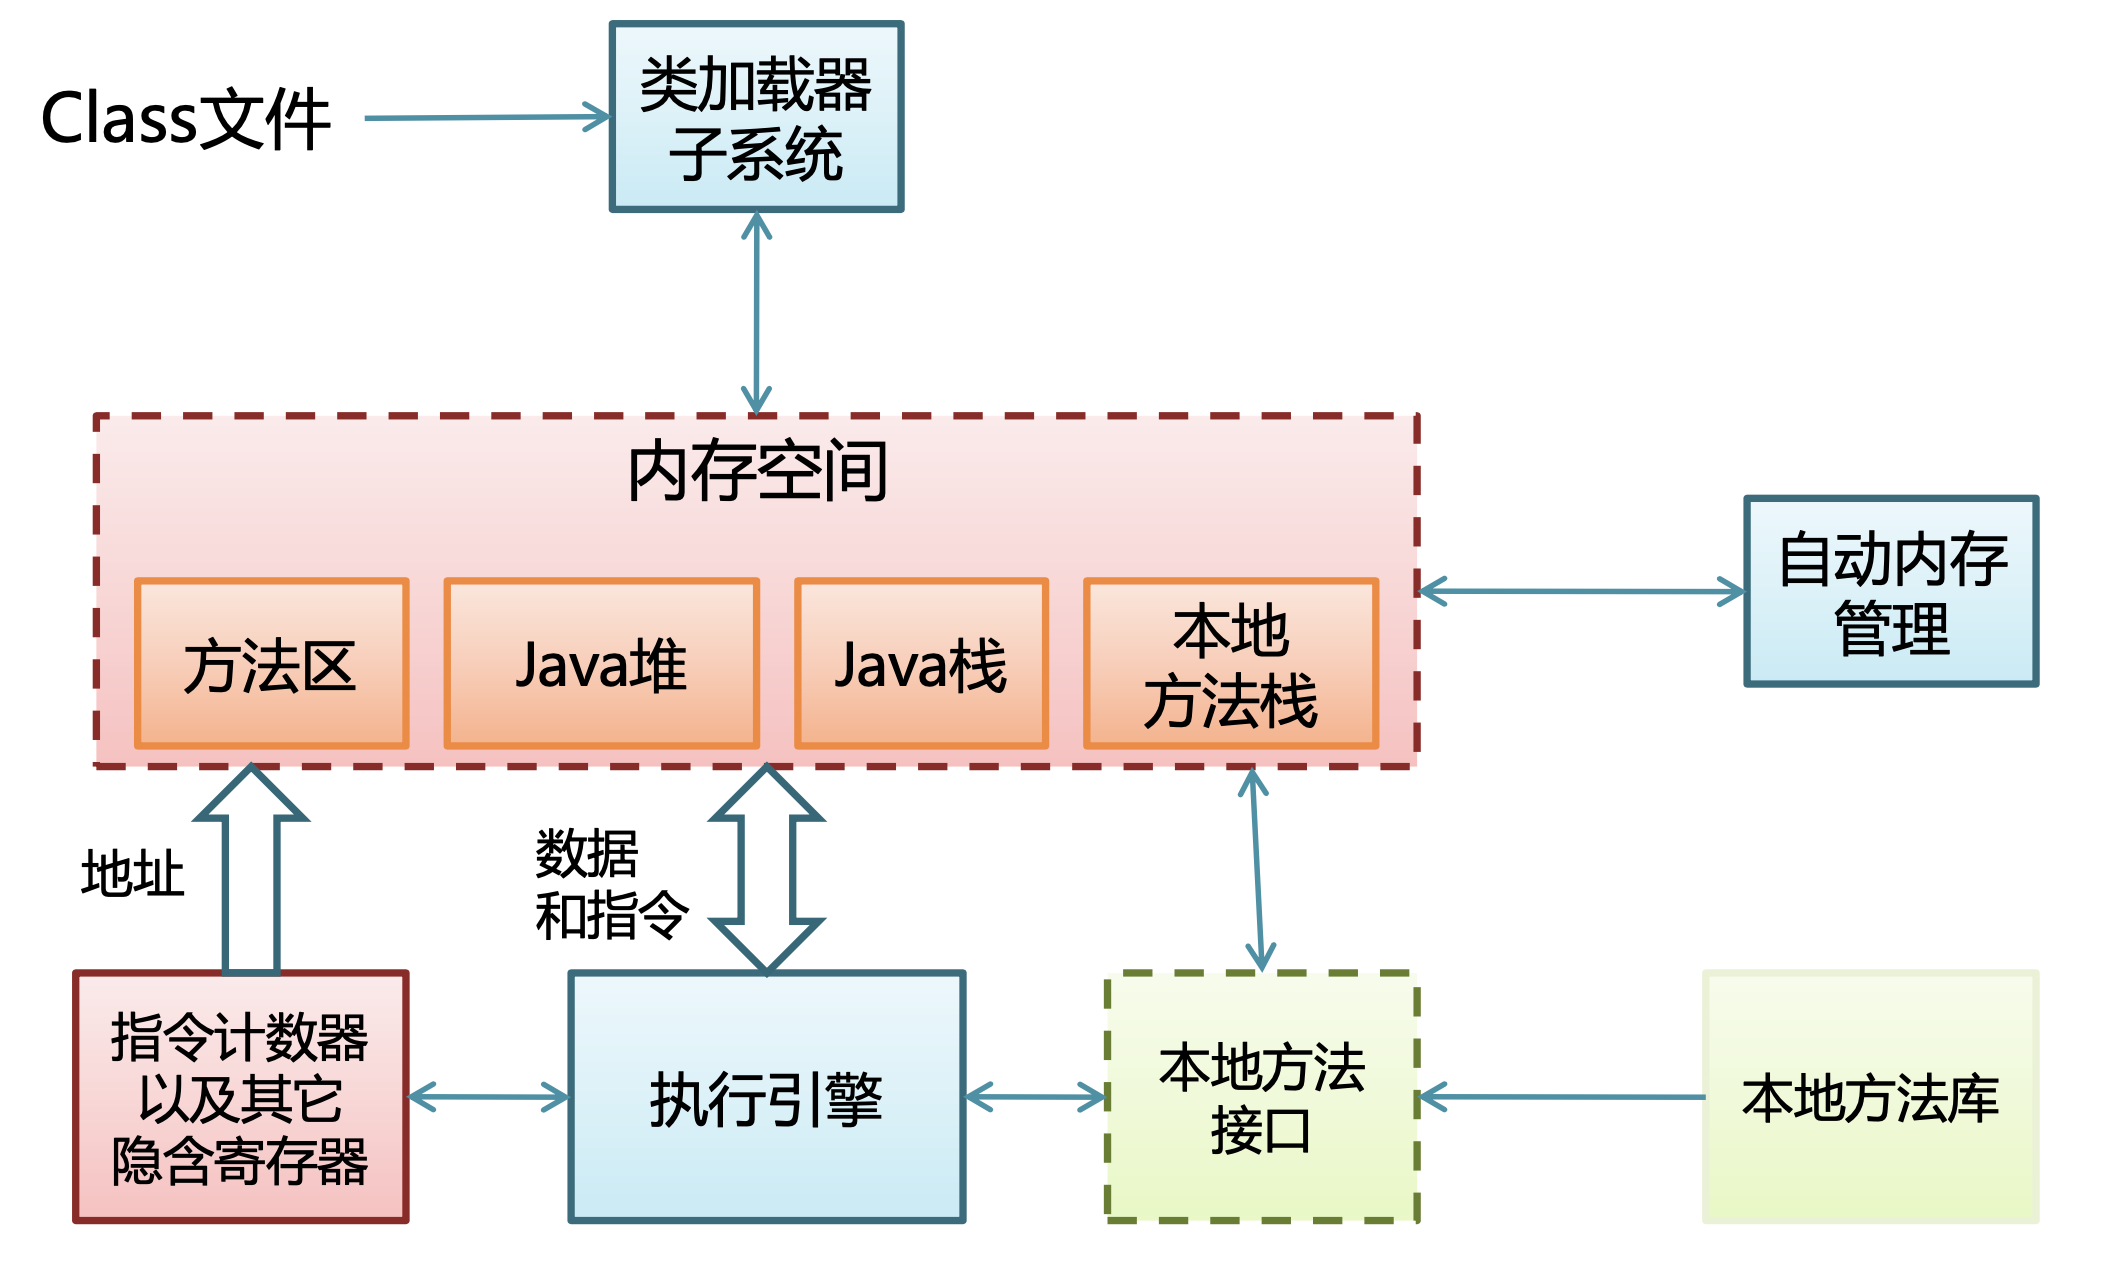 Class文件
类加载器
子系统
内存空间
方法区
Java堆
Java栈
本地
方法栈
自动内存
管理
地址
数据
和指令
指令计数器
以及其它
隐含寄存器
执行引擎
本地方法
接口
本地方法库